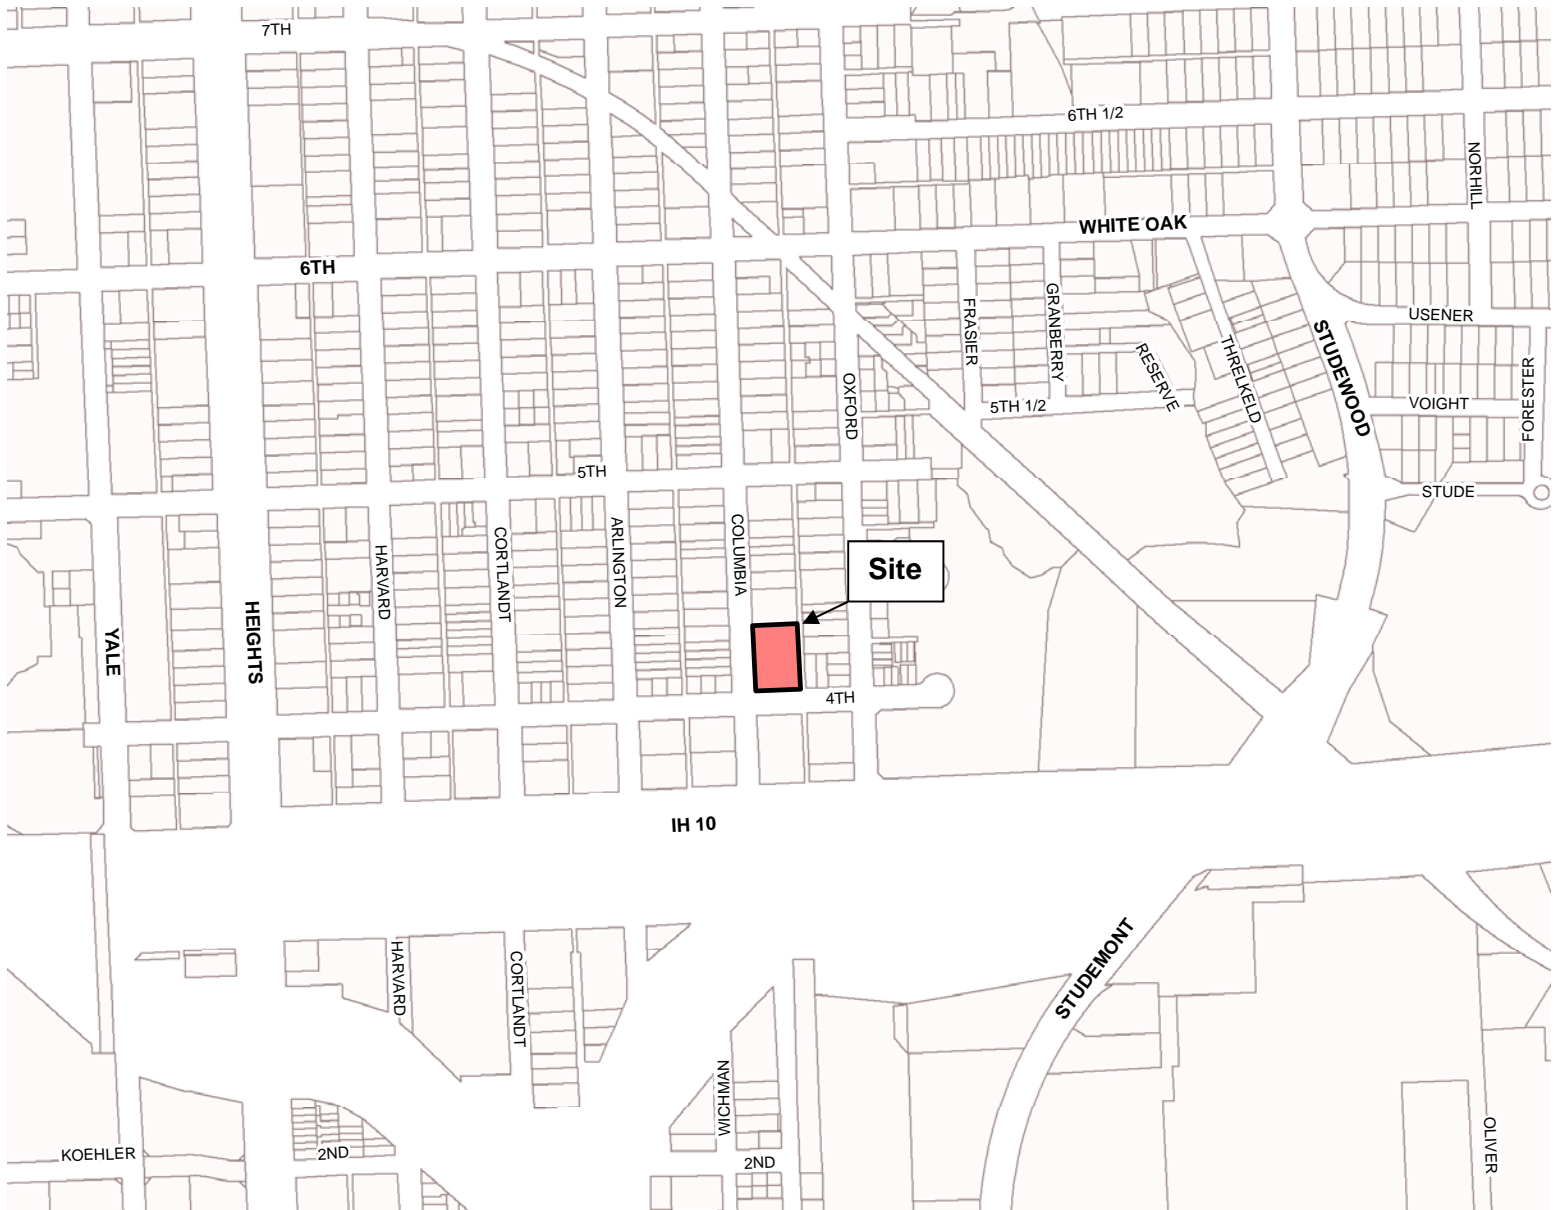 7TH
6TH 1/2
NORHILL
WHITE OAK
6TH
FRASIER
GRANBERRY
RESERVE
THRELKELD
STUDEWOOD
USENER
OXFORD
5TH 1/2
VOIGHT
FORESTER
5TH
STUDE
HARVARD
CORTLANDT
ARLINGTON
COLUMBIA
Site
YALE
HEIGHTS
4TH
IH 10
HARVARD
CORTLANDT
STUDEMONT
WICHMAN
KOEHLER
2ND
2ND
OLIVER